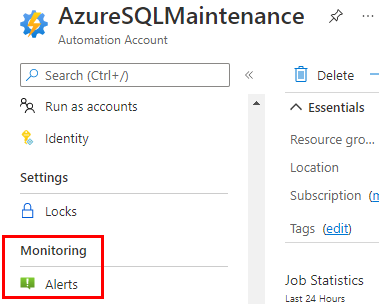 AzureSQLMaintenance
Automation Account
Search (Ctrl+/)
«
Run as accounts
Identity
Settings
Locks
Monitoring
Alerts
Delete
Essentials
Resource gro...
Location
Subscription (m
Tags (edit)
Job Statistics
Last 24 Hours